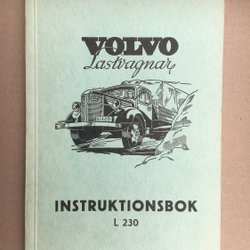 VOLVO
Lastvagnar
INSTRUKTIONSBOK
L 230